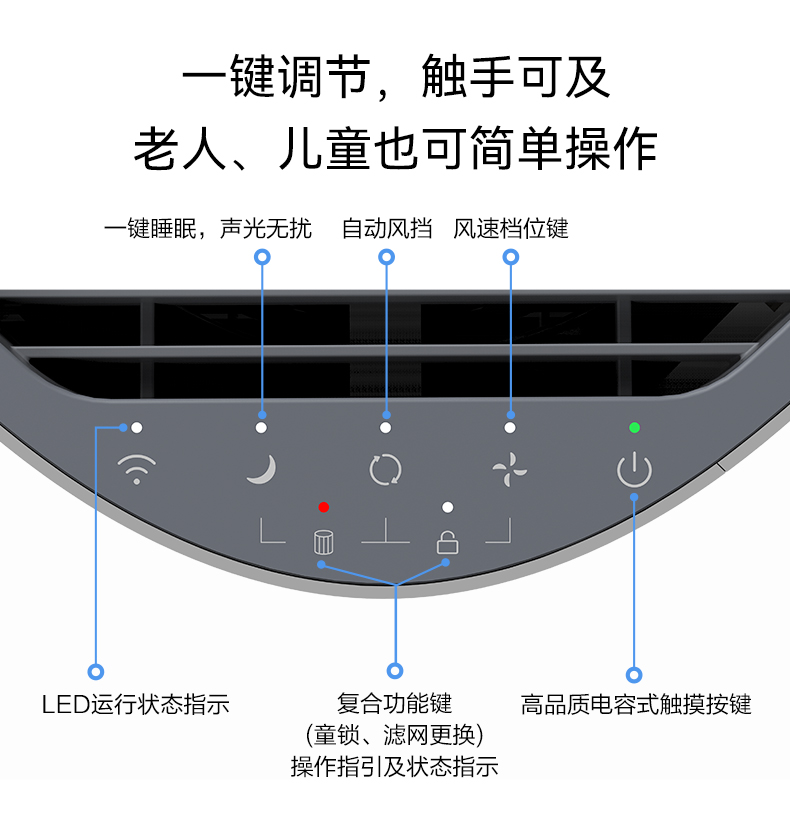 一键调节，触手可及
老人、儿童也可简单操作
一键睡眠，声光无扰
自动风挡
风速档位键
LED运行状态指示
复合功能键
(童锁、滤网更换)
操作指引及状态指示
高品质电容式触摸按键